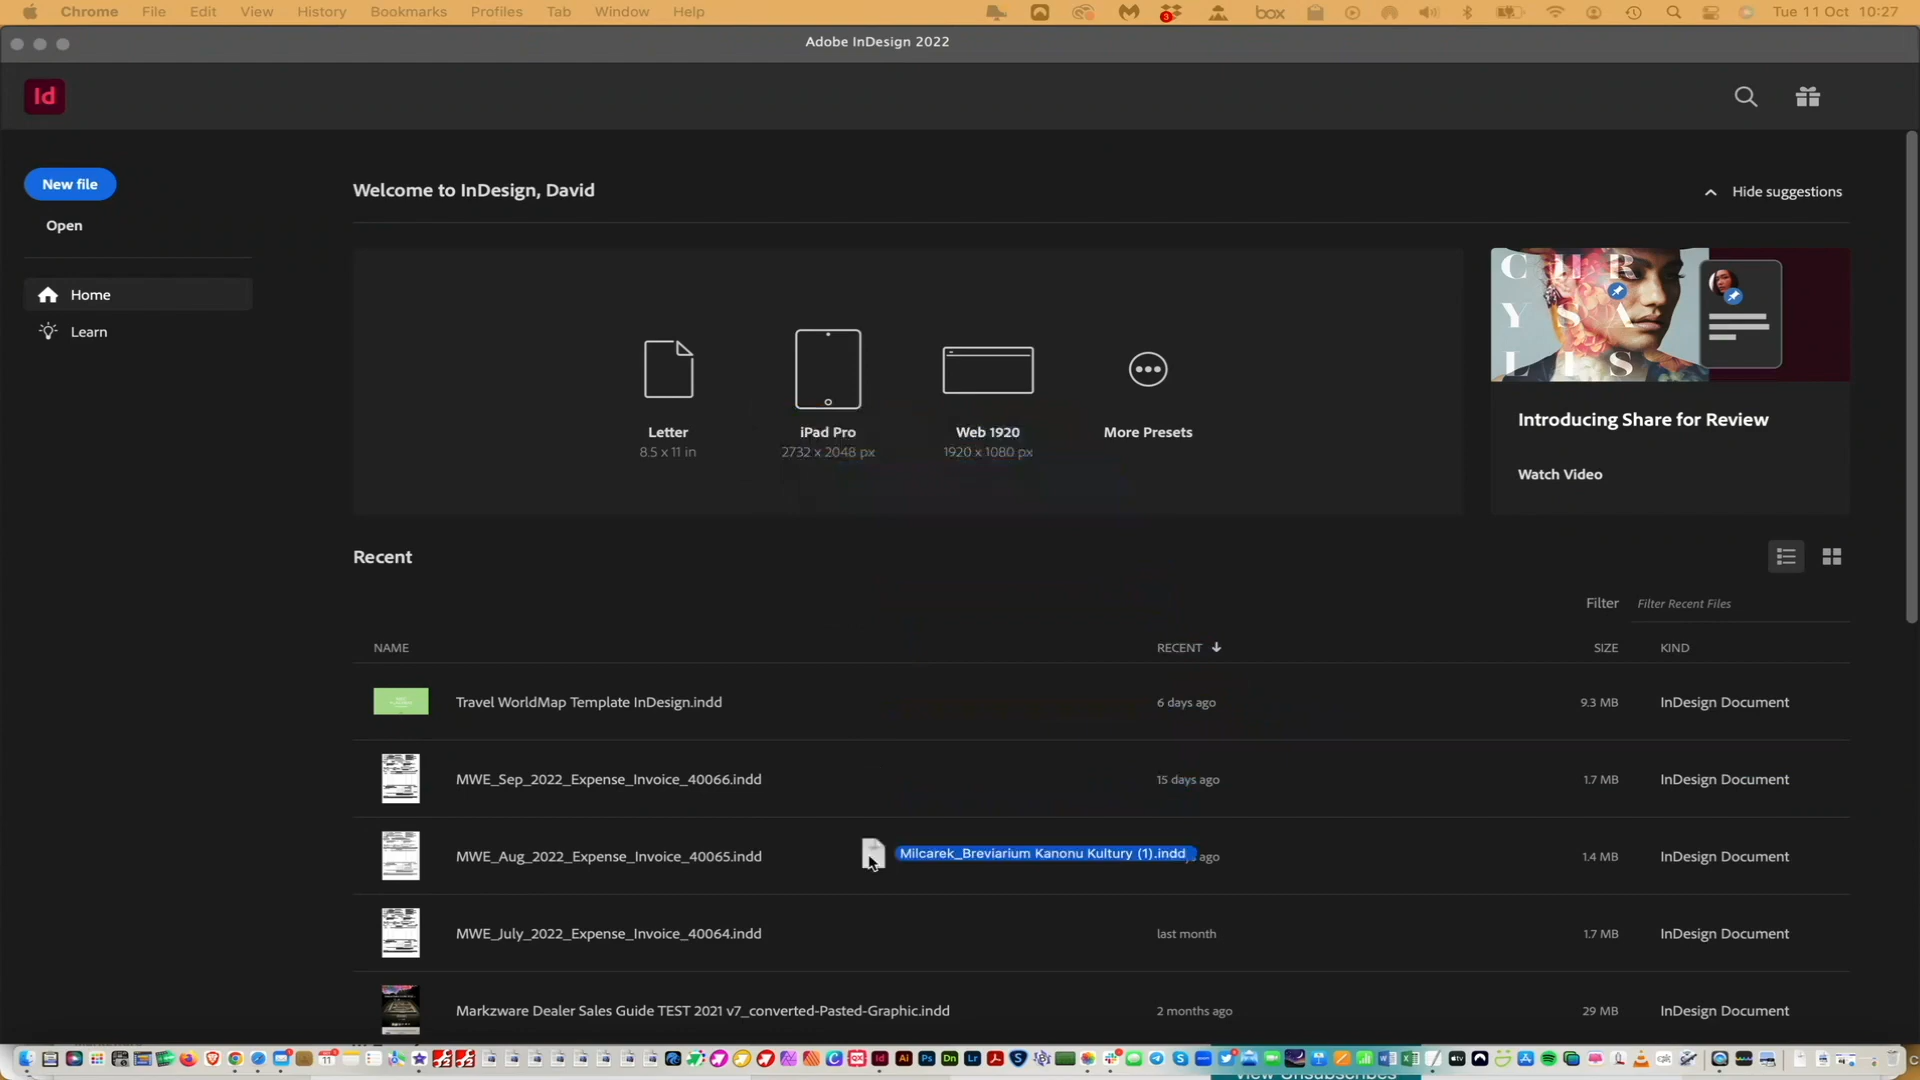 Chrome File Edit View History Bookmarks Profiles Tab Window Help 3 box Tue 11 Oct 10:27
Adobe InDesign 2022
Id
New file
Open
Home
Learn
Welcome to InDesign, David
Hide suggestions
Letter
8.5 x 11 in
iPad Pro
2732 x 2048 px
Web 1920
1920 x 1080 px
More Presets
CHR
YSA
LIS
Introducing Share for Review
Watch Video
Recent
Filter Filter Recent Files
NAME RECENT SIZE KIND
Travel WorldMap Template InDesign.indd 6 days ago 9.3 MB InDesign Document
MWE_Sep_2022_Expense_Invoice_40066.indd 15 days ago 1.7 MB InDesign Document
MWE_Aug_2022_Expense_Invoice_40065.indd ago 1.4 MB InDesign Document
Milcarek_Breviarium Kanonu Kultury (1).indd
MWE_July_2022_Expense_Invoice_40064.indd last month 1.7 MB InDesign Document
Markzware Dealer Sales Guide TEST 2021 v7_converted-Pasted-Graphic.indd 2 months ago 29 MB InDesign Document
View Unsubscribes